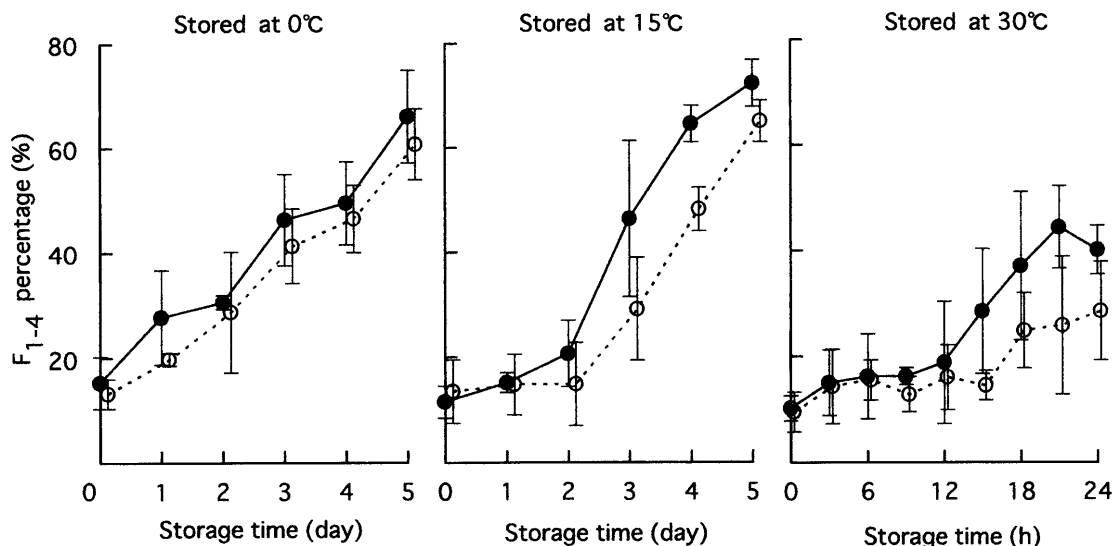 Stored at 0℃ Stored at 15℃ Stored at 30℃
80
60
40
20
F1-4 percentage (%)
0 1 2 3 4 5 0 1 2 3 4 5 0 6 12 18 24
Storage time (day) Storage time (day) Storage time (h)